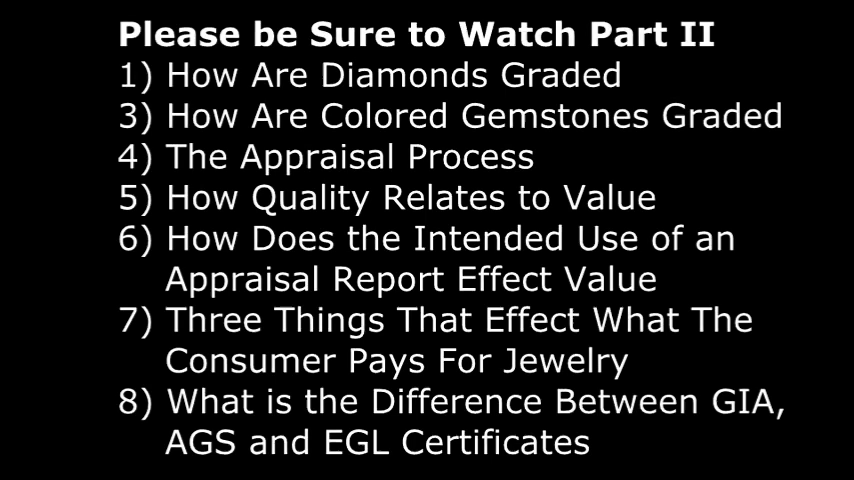 Please be Sure to Watch Part II
1) How Are Diamonds Graded
3) How Are Colored Gemstones Graded
4) The Appraisal Process
5) How Quality Relates to Value
6) How Does the Intended Use of an
Appraisal Report Effect Value
7) Three Things That Effect What The
Consumer Pays For Jewelry
8) What is the Difference Between GIA,
AGS and EGL Certificates